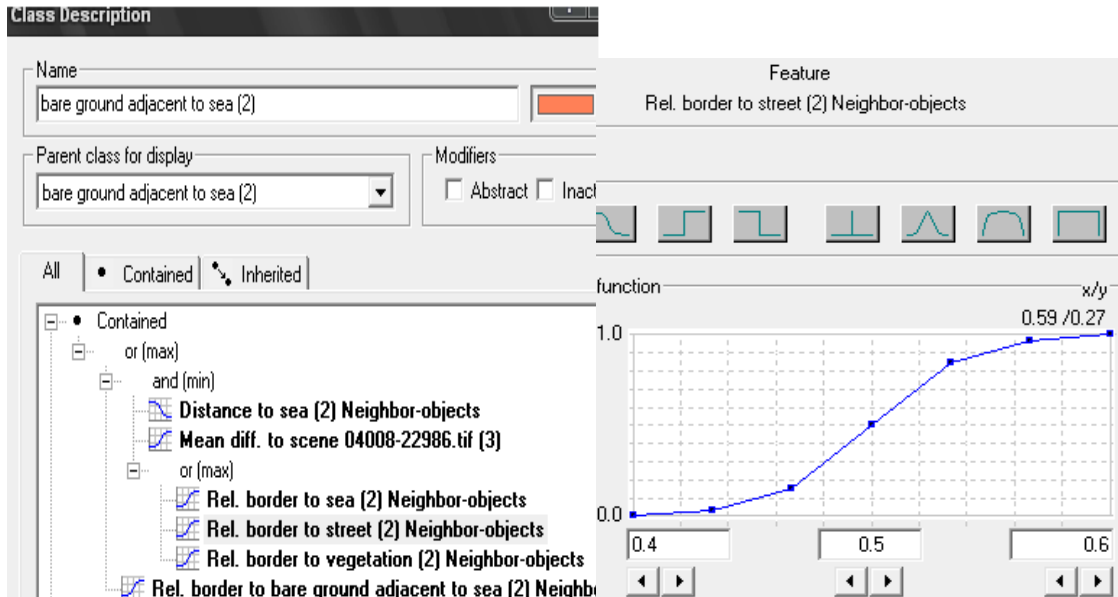 Class Description
Name
bare ground adjacent to sea (2)
Parent class for display
bare ground adjacent to sea (2)
Modifiers
Abstract
All
Contained
Inherited
Contained
or (max)
and (min)
Distance to sea (2) Neighbor-objects
Mean diff. to scene 04008-22986.tif (3)
or (max)
Rel. border to sea (2) Neighbor-objects
Rel. border to street (2) Neighbor-objects
Rel. border to vegetation (2) Neighbor-objects
Rel. border to bare ground adjacent to sea (2)
Feature
Rel. border to street (2) Neighbor-objects
function
x/y
0.59 /0.27
1.0
0.0
0.4 0.5 0.6